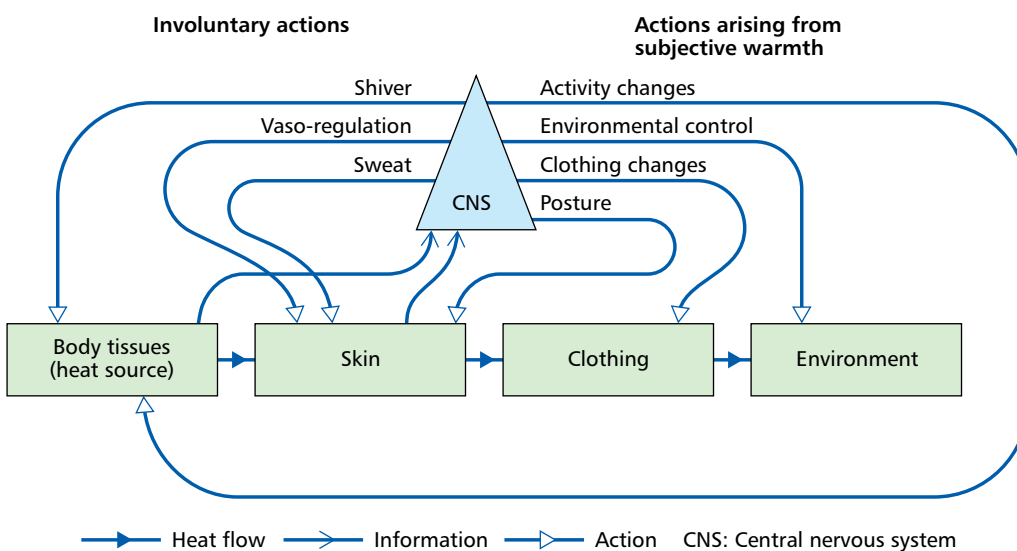 Involuntary actions
Actions arising from
subjective warmth
Shiver
Activity changes
Vaso-regulation
Environmental control
Sweat
Clothing changes
CNS
Posture
Body tissues
(heat source)
Skin
Clothing
Environment
Heat flow
Information
Action
CNS: Central nervous system